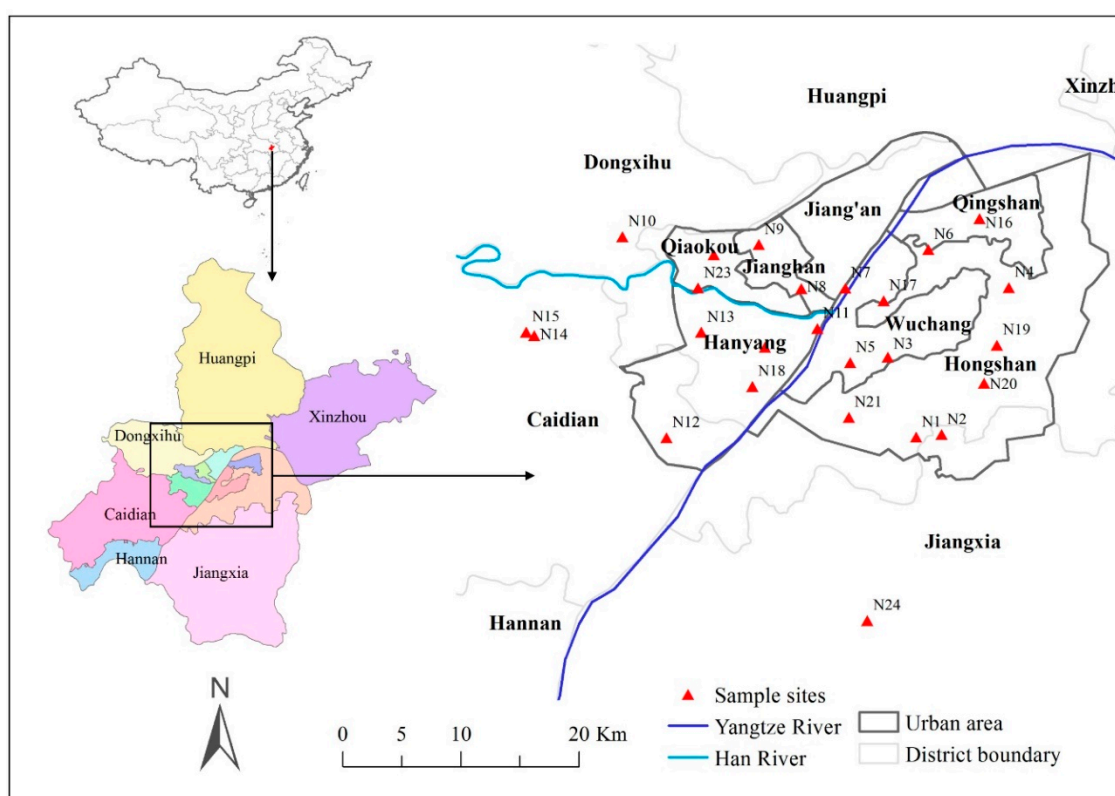 Huangpi
Xinzhou
Dongxihu
Caidian
Hannan
Jiangxia
N
0 5 10 20 Km
Huangpi
Xinzh
Dongxihu
Jiang'an
Qingshan
N16
N10
N9
N6
Qiaokou
Jianghan
N23
N8
N7
N17
N4
N15
N14
N13
N11
Wuchang
N19
Hanyang
N5
N3
Hongshan
N18
N20
Caidian
N12
N21
N1
N2
Jiangxia
Hannan
N24
Sample sites
Yangtze River
Han River
Urban area
District boundary